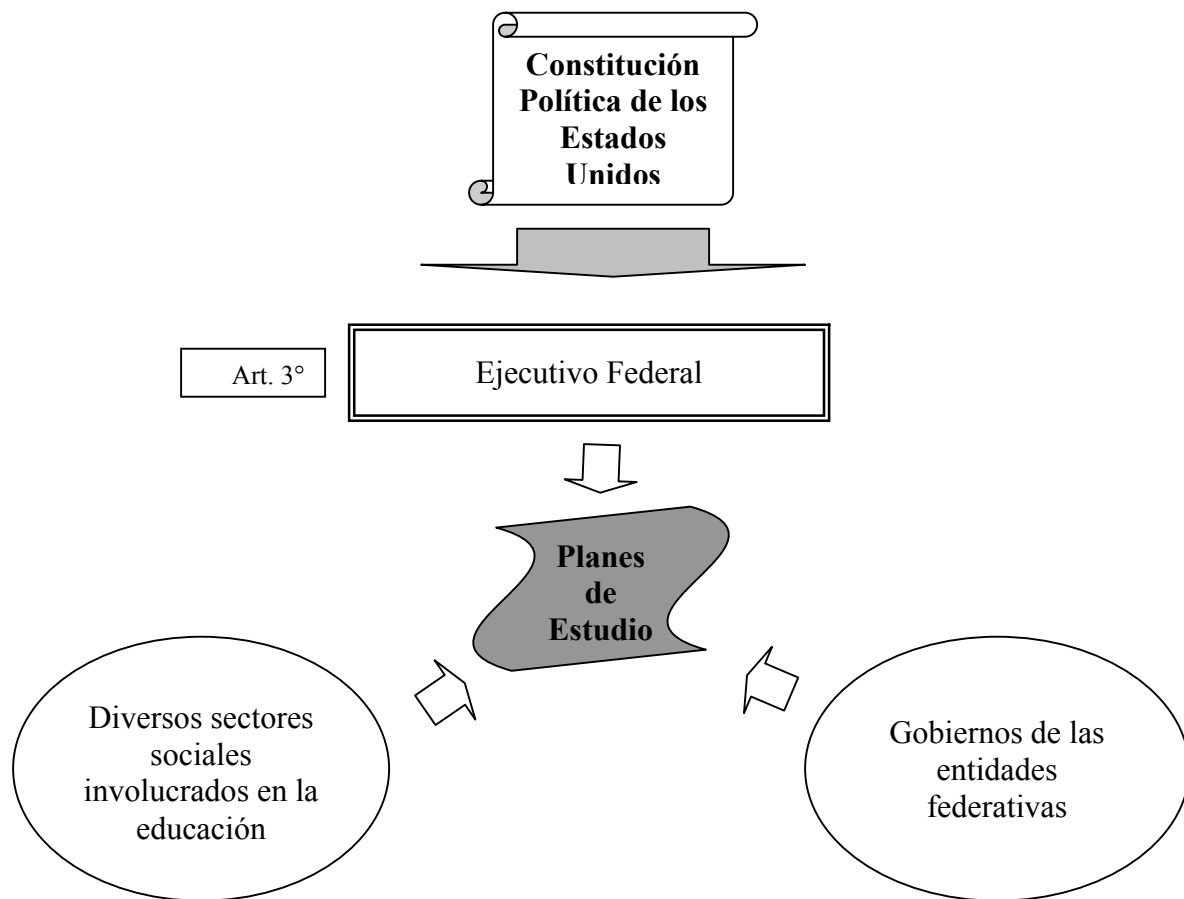 Constitución
Política de los
Estados
Unidos
Art. 3°
Ejecutivo Federal
Planes
de
Estudio
Diversos sectores
sociales
involucrados en la
educación
Gobiernos de las
entidades
federativas